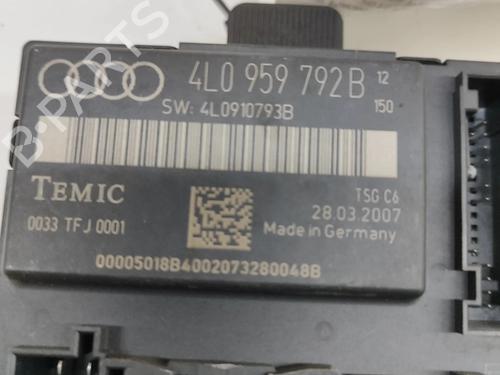 4L0 959 792B 12
150
SW: 4L0910793B
TEMIC
TSG C6
0033 TFJ 0001
28.03.2007
Made in Germany
00005018B4002073280048B
B-PARTS